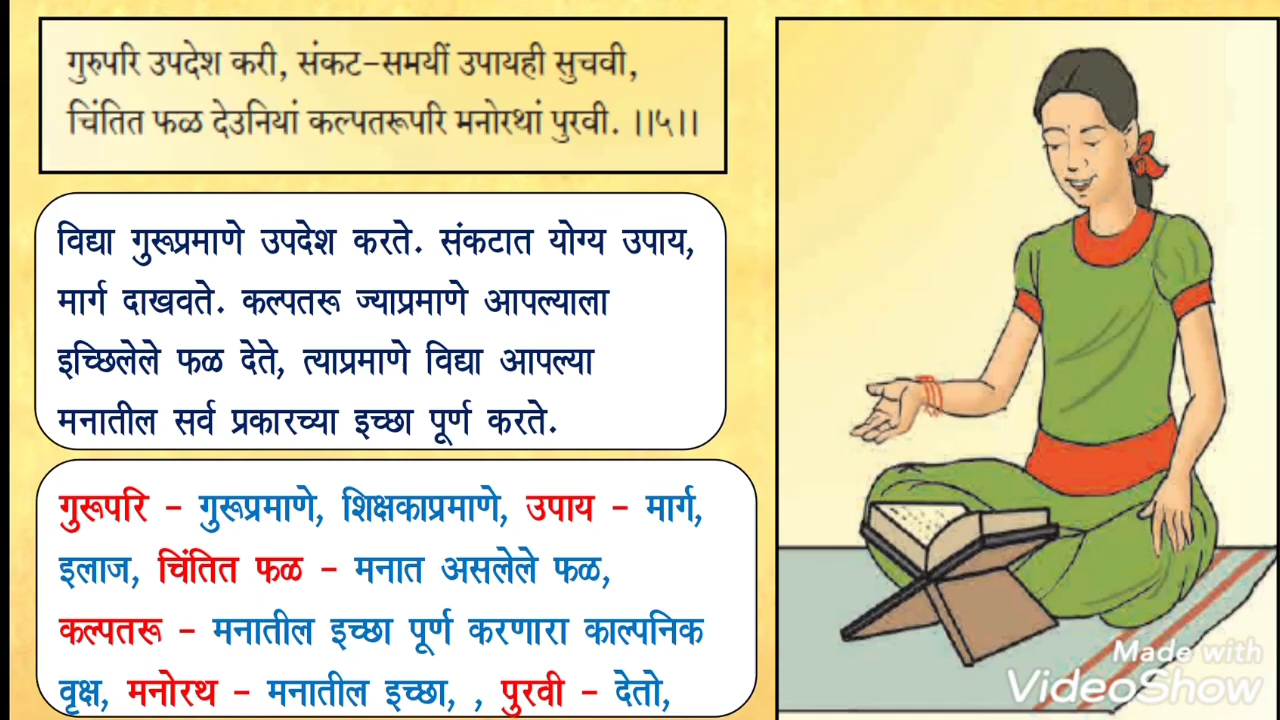 गुरुपरि उपदेश करी, संकट-समयीं उपायही सुचवी,
चिंतित फळ देउनियां कल्पतरूपरि मनोरथां पुरवी. ।।५।।
विद्या गुरूप्रमाणे उपदेश करते. संकटात योग्य उपाय,
मार्ग दाखवते. कल्पतरू ज्याप्रमाणे आपल्याला
इच्छिलेले फळ देते, त्याप्रमाणे विद्या आपल्या
मनातील सर्व प्रकारच्या इच्छा पूर्ण करते.
गुरूपरि - गुरूप्रमाणे, शिक्षकाप्रमाणे, उपाय - मार्ग,
इलाज, चिंतित फळ - मनात असलेले फळ,
कल्पतरू - मनातील इच्छा पूर्ण करणारा काल्पनिक
वृक्ष, मनोरथ - मनातील इच्छा, , पुरवी - देतो,
Made with
VideoShow